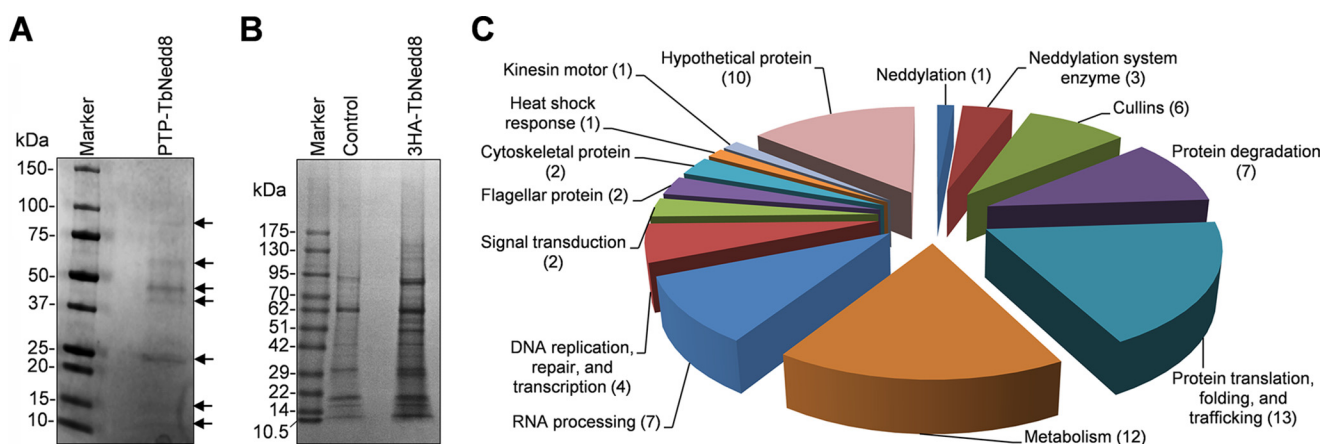 A
kDa
Marker
PTP-TbNedd8
150-
100-
75-
50-
37-
25-
20-
15-
10-
B
kDa
Marker
Control
3HA-TbNedd8
175-
130-
95-
70-
62-
51-
42-
29-
22-
14-
10.5
C
Hypothetical protein
(10)
Kinesin motor (1)
Heat shock
response (1)
Cytoskeletal protein
(2)
Flagellar protein (2)
Signal transduction
(2)
DNA replication,
repair, and
transcription (4)
RNA processing (7)
Neddylation (1)
Neddylation system
enzyme (3)
Cullins (6)
Protein degradation
(7)
Protein translation,
folding, and
trafficking (13)
Metabolism (12)